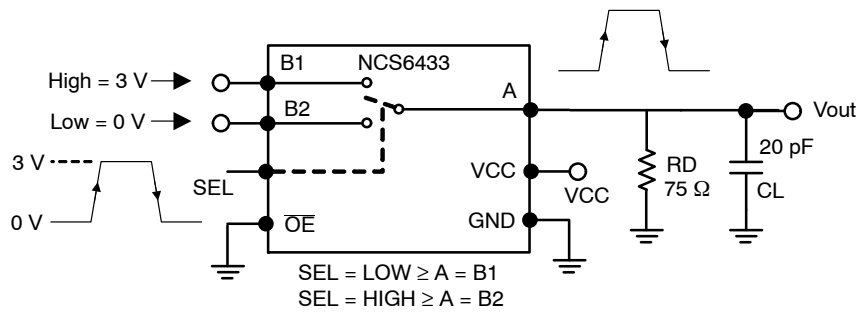 B1
NCS6433
High = 3 V
A
B2
Low = 0 V
Vout
3 V
20 pF
SEL
VCC
RD
75 Ω
VCC
CL
0 V
OE
GND
SEL = LOW ≥ A = B1
SEL = HIGH ≥ A = B2